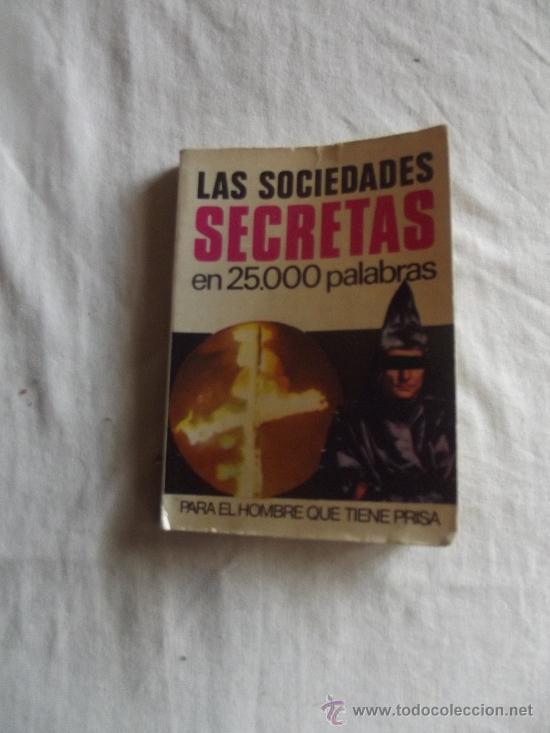 LAS SOCIEDADES
SECRETAS
en 25.000 palabras
PARA EL HOMBRE QUE TIENE PRISA
www.todocoleccion.net